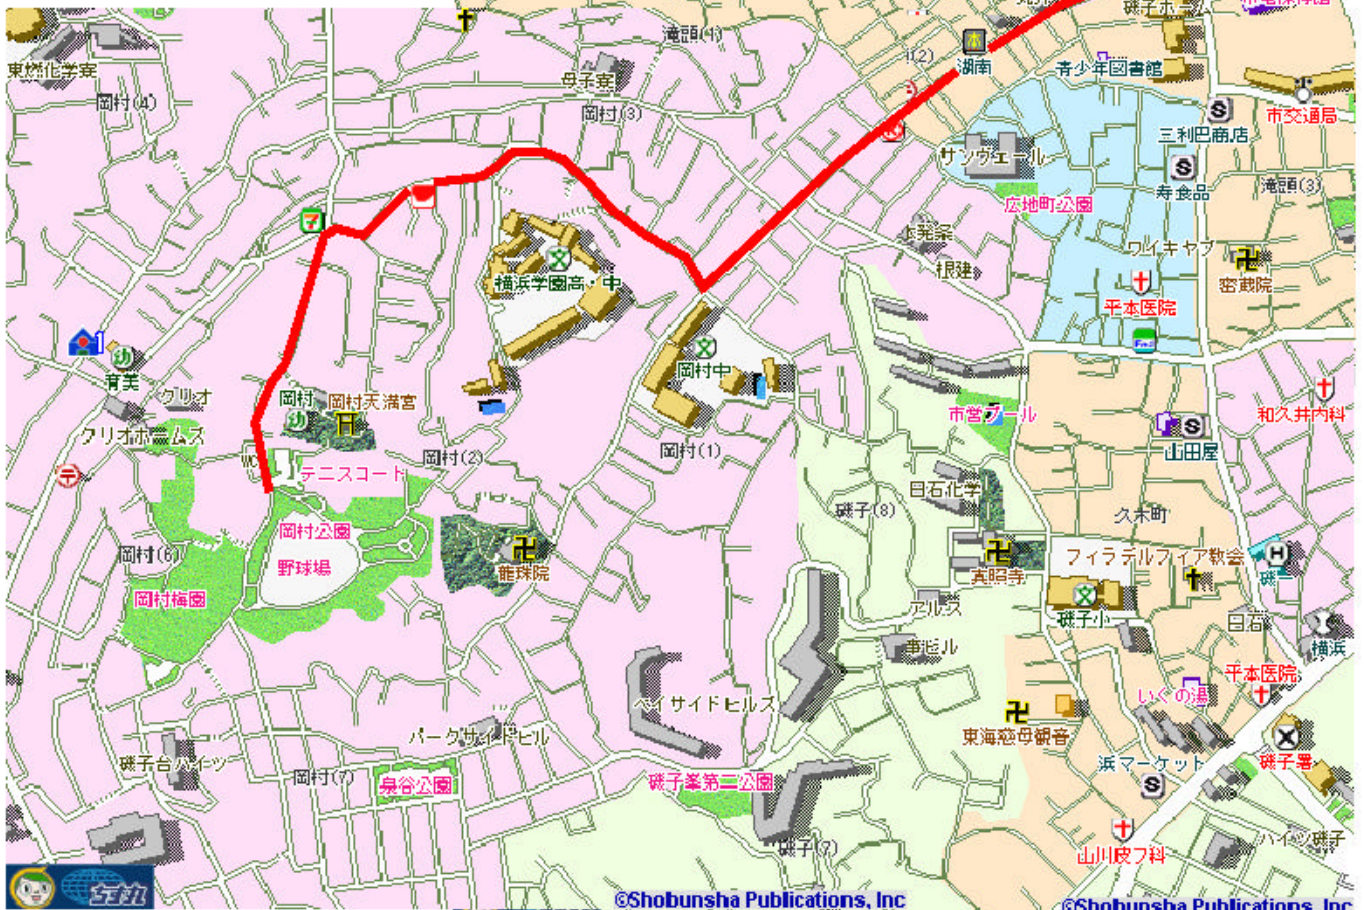 磯子ホーム
滝頭(1)
湖南
青少年図書館
東燃化学寮
母子寮
岡村(4)
岡村(3)
市交通局
三利巴商店
サンヴェール
寿食品
滝頭(3)
広地町公園
ワイキャブ
根建
横浜学園高・中
密蔵院
平本医院
岡村中
育美
クリオ
岡村
岡村天満宮
市営プール
和久井内科
クリオホームズ
岡村(1)
山田屋
WC
テニスコート
岡村(2)
日石化学
磯子(8)
久木町
岡村公園
岡村(6)
野球場
龍珠院
真照寺
フィラデルフィア教会
岡村梅園
アルス
磯子小
日石
横浜
平本医院
ベイサイドヒルズ
いくの湯
パークサイドビル
東海慈母観音
磯子台ハイツ
浜マーケット
磯子署
岡村(7)
泉谷公園
磯子峯第二公園
磯子(7)
山川皮フ科
ハイツ磯子
ちず丸
©Shobunsha Publications, Inc
©Shobunsha Publications, Inc